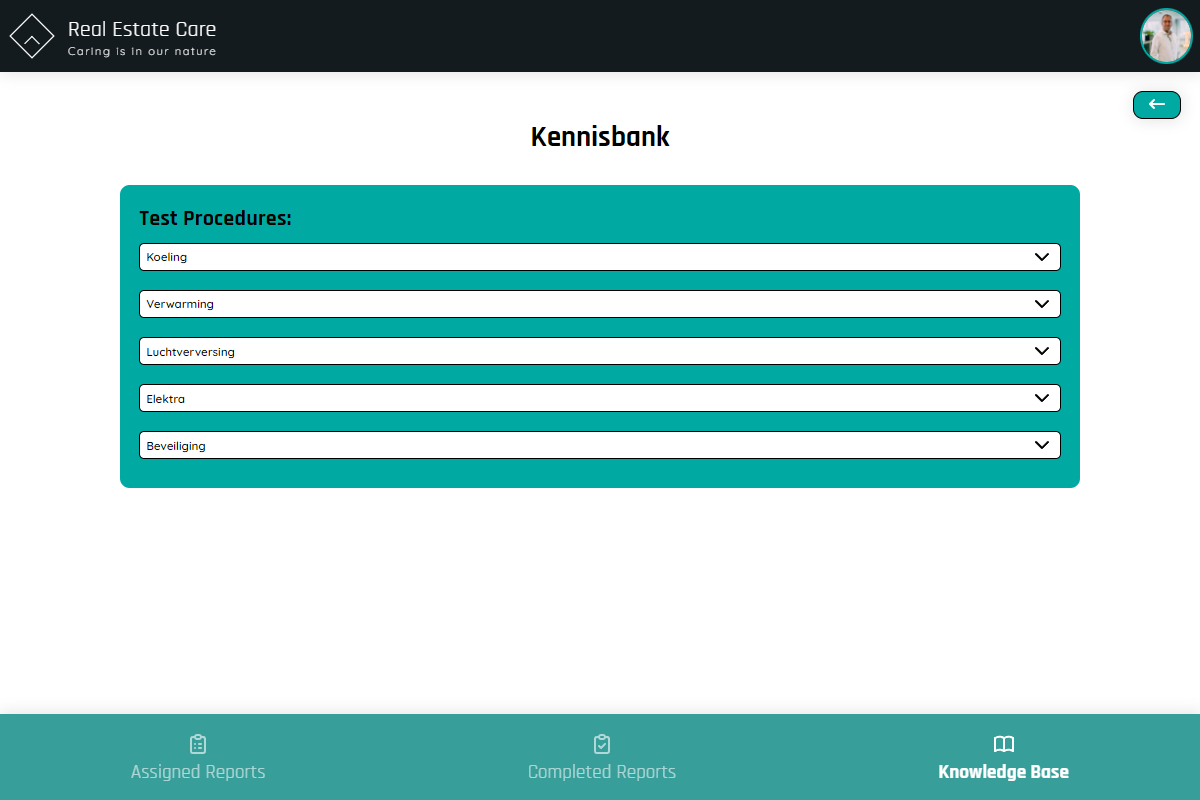 Real Estate Care
Caring is in our nature
Kennisbank
Test Procedures:
Koeling
Verwarming
Luchtverversing
Elektra
Beveiliging
Assigned Reports
Completed Reports
Knowledge Base